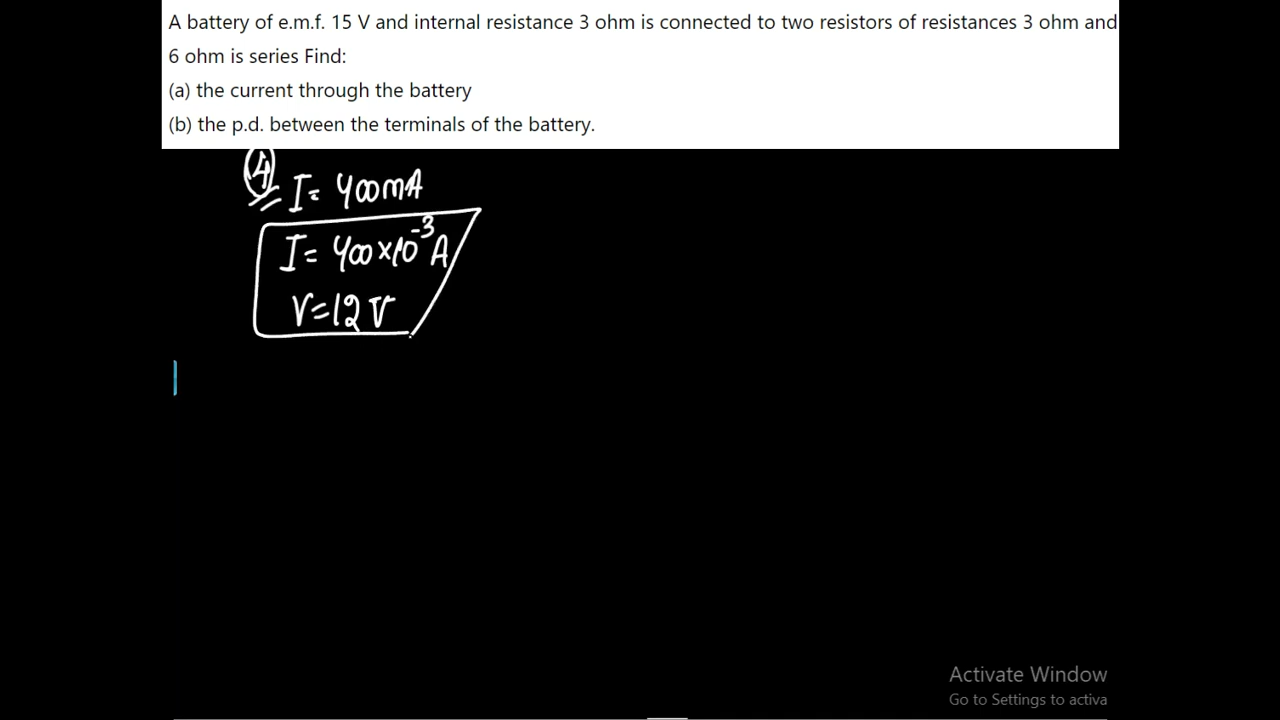 A battery of e.m.f. 15 V and internal resistance 3 ohm is connected to two resistors of resistances 3 ohm and
6 ohm is series Find:
(a) the current through the battery
(b) the p.d. between the terminals of the battery.
4 I = 400mA
I = 400×10⁻³A
V=12V
Activate Window
Go to Settings to activa